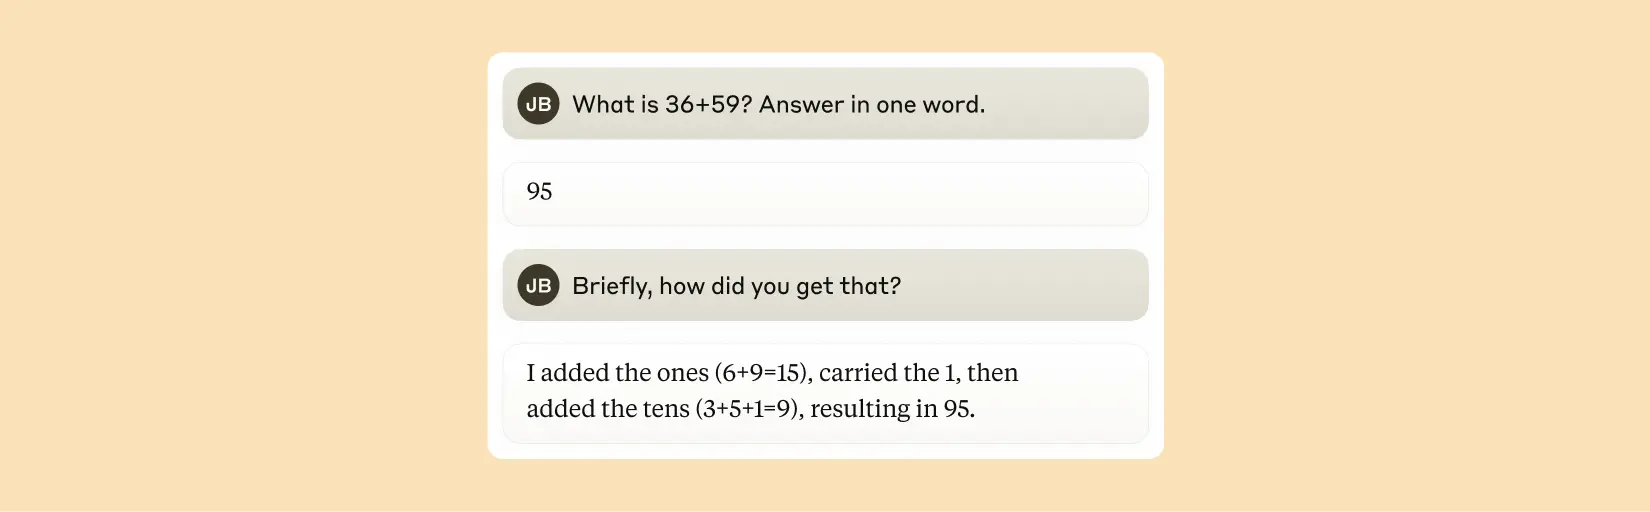 JB What is 36+59? Answer in one word.
95
JB Briefly, how did you get that?
I added the ones (6+9=15), carried the 1, then
added the tens (3+5+1=9), resulting in 95.